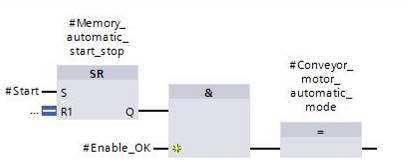 #Memory_
automatic_
start_stop
SR
#Start
S
...
R1
Q
&
#Enable_OK
#Conveyor_
motor_
automatic_
mode
=